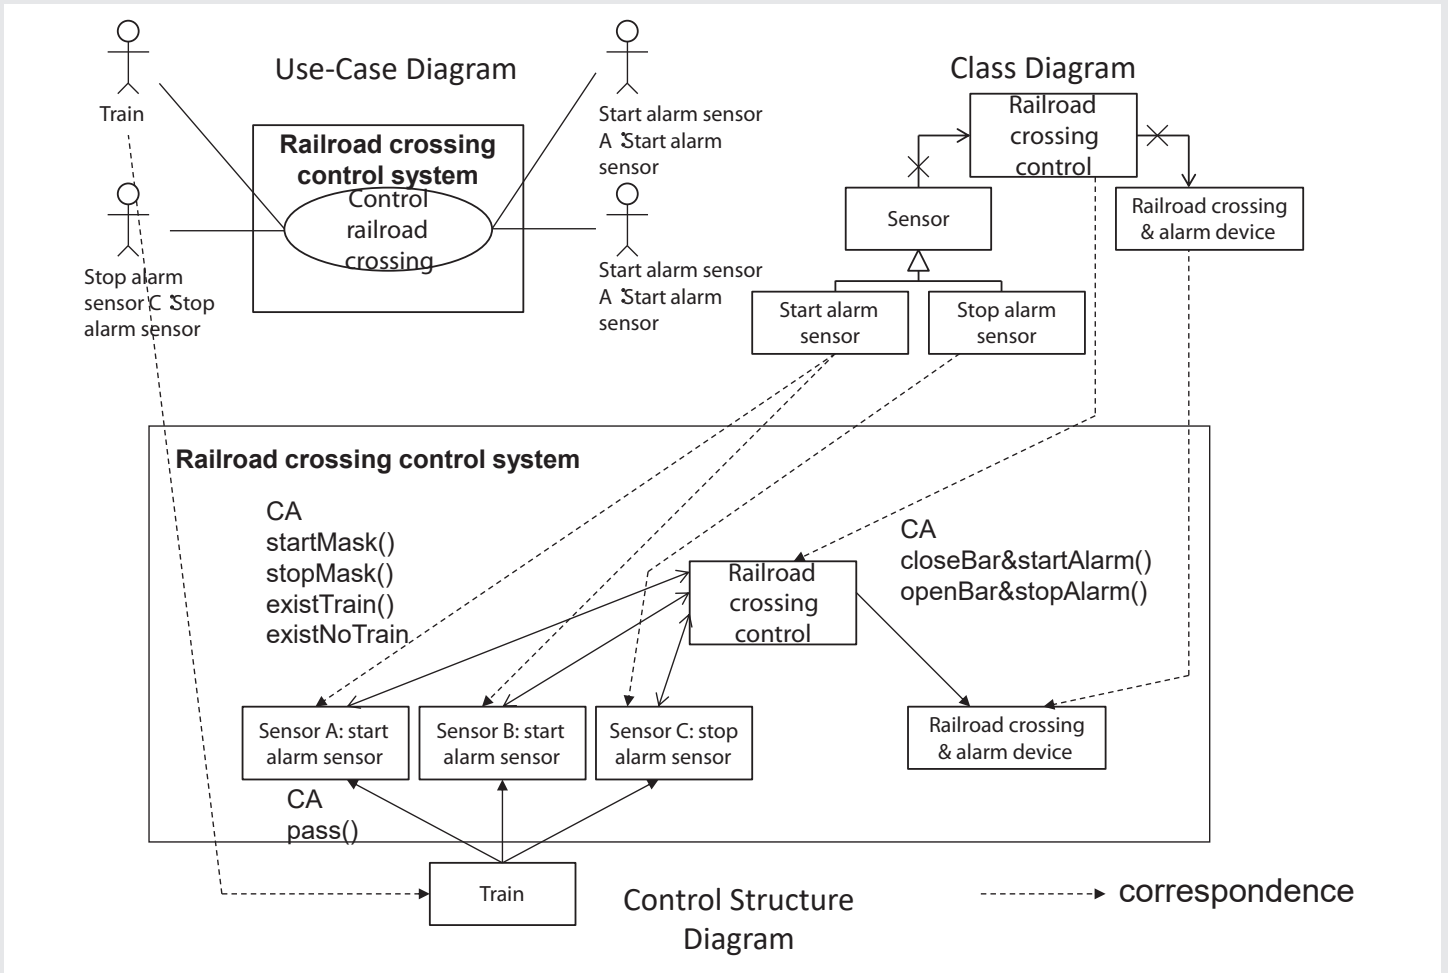 Use-Case Diagram
Train
Start alarm sensor
A :Start alarm
sensor
Railroad crossing
control system
Control
railroad
crossing
Stop alarm
sensor C :Stop
alarm sensor
Start alarm sensor
A :Start alarm
sensor
Class Diagram
Railroad
crossing
control
Sensor
Railroad crossing
& alarm device
Start alarm
sensor
Stop alarm
sensor
Railroad crossing control system
CA
startMask()
stopMask()
existTrain()
existNoTrain
Railroad
crossing
control
CA
closeBar&startAlarm()
openBar&stopAlarm()
Sensor A: start
alarm sensor
Sensor B: start
alarm sensor
Sensor C: stop
alarm sensor
Railroad crossing
& alarm device
CA
pass()
Train
Control Structure
Diagram
correspondence